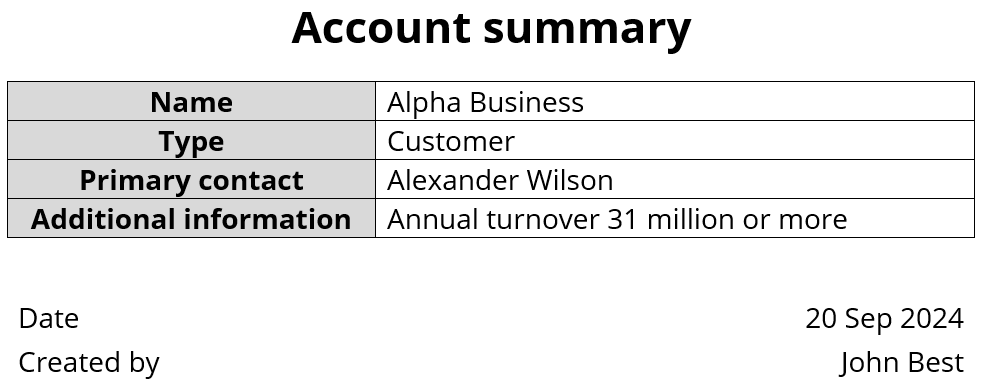 Account summary
Name Alpha Business
Type Customer
Primary contact Alexander Wilson
Additional information Annual turnover 31 million or more
Date 20 Sep 2024
Created by John Best